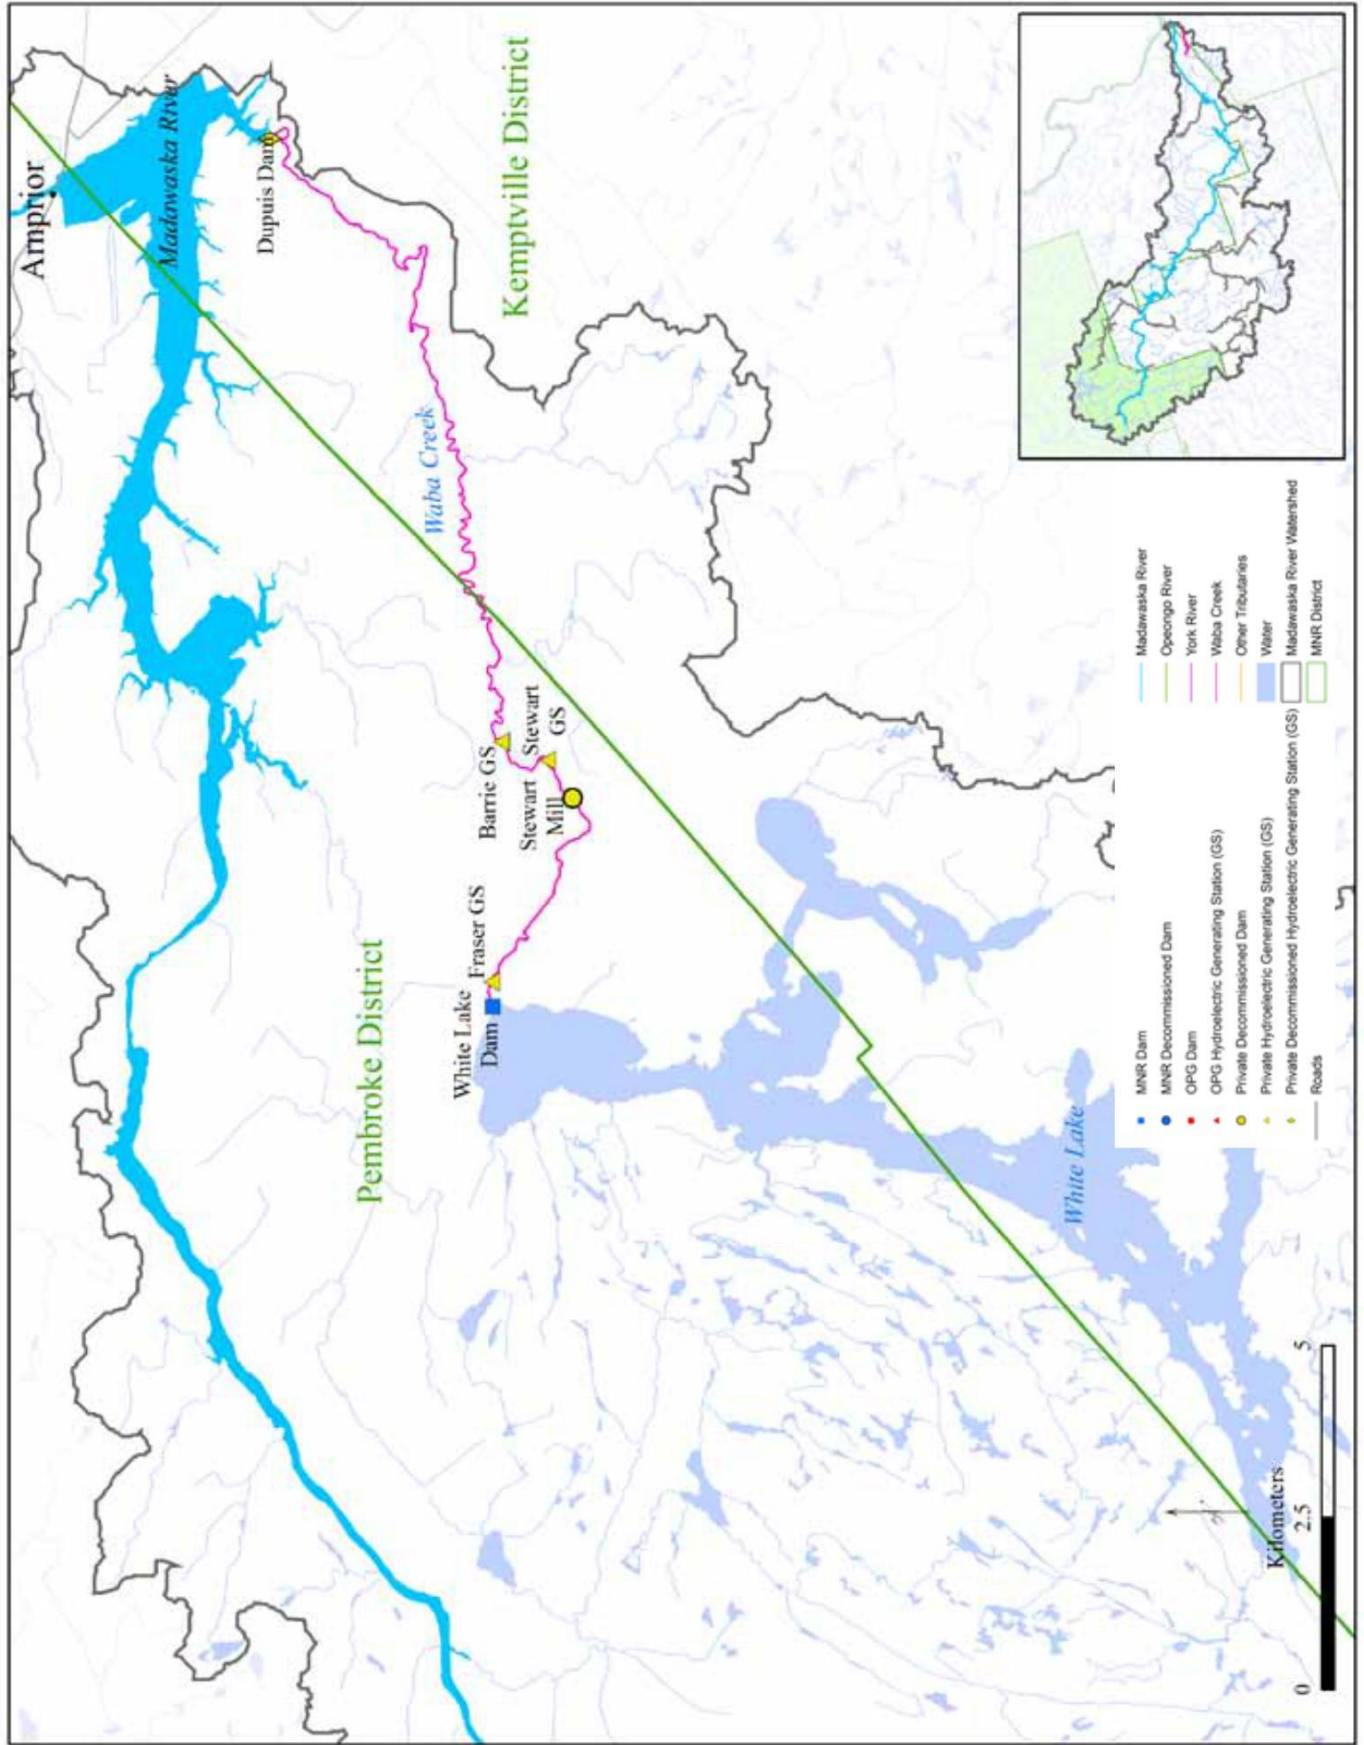 Arnprior
Madawaska River
Dupuis Dam
Kemptville District
Waba Creek
Barrie GS
Stewart
GS
Stewart
Mill
Fraser GS
White Lake
Dam
Pembroke District
White Lake
Kilometers
0
2.5
5
MNR Dam
MNR Decommissioned Dam
OPG Dam
OPG Hydroelectric Generating Station (GS)
Private Decommissioned Dam
Private Hydroelectric Generating Station (GS)
Private Decommissioned Hydroelectric Generating Station (GS)
Roads
Madawaska River
Opeongo River
York River
Waba Creek
Other Tributaries
Water
Madawaska River Watershed
MNR District